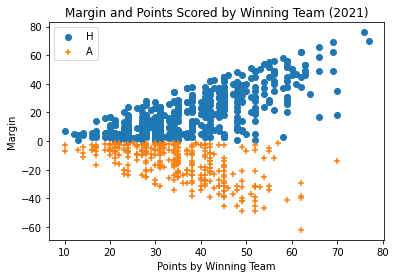 Margin and Points Scored by Winning Team (2021)
H
A
Margin
80
60
40
20
0
−20
−40
−60
10 20 30 40 50 60 70 80
Points by Winning Team